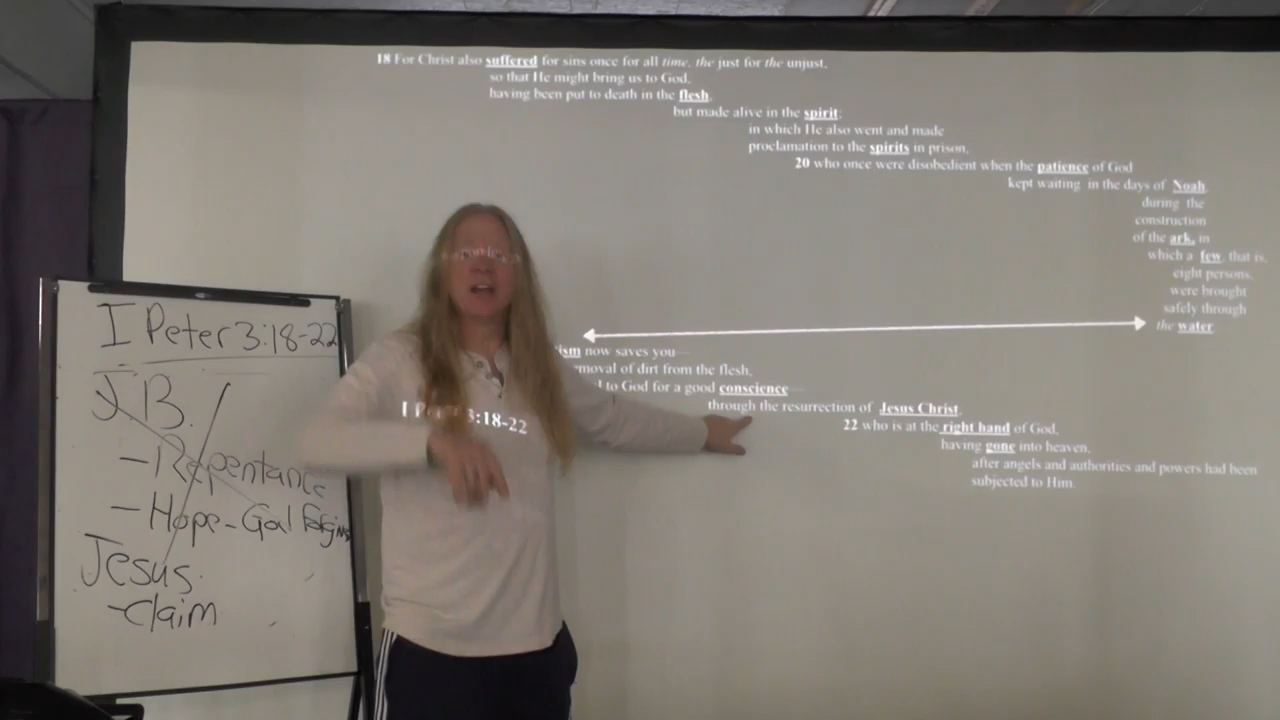 18 For Christ also suffered for sins once for all time, the just for the unjust,
so that He might bring us to God,
having been put to death in the flesh,
but made alive in the spirit;
in which He also went and made
proclamation to the spirits in prison,
20 who once were disobedient when the patience of God
kept waiting in the days of Noah,
during the
construction
of the ark, in
which a few, that is,
eight persons,
were brought
safely through
the water.
now saves you—
of dirt from the flesh,
to God for a good conscience—
through the resurrection of Jesus Christ,
22 who is at the right hand of God,
having gone into heaven,
after angels and authorities and powers had been
subjected to Him.
3:18-22
I Peter 3:18-22
J B.
- Repentance
- Hope - God
Jesus
- Claim